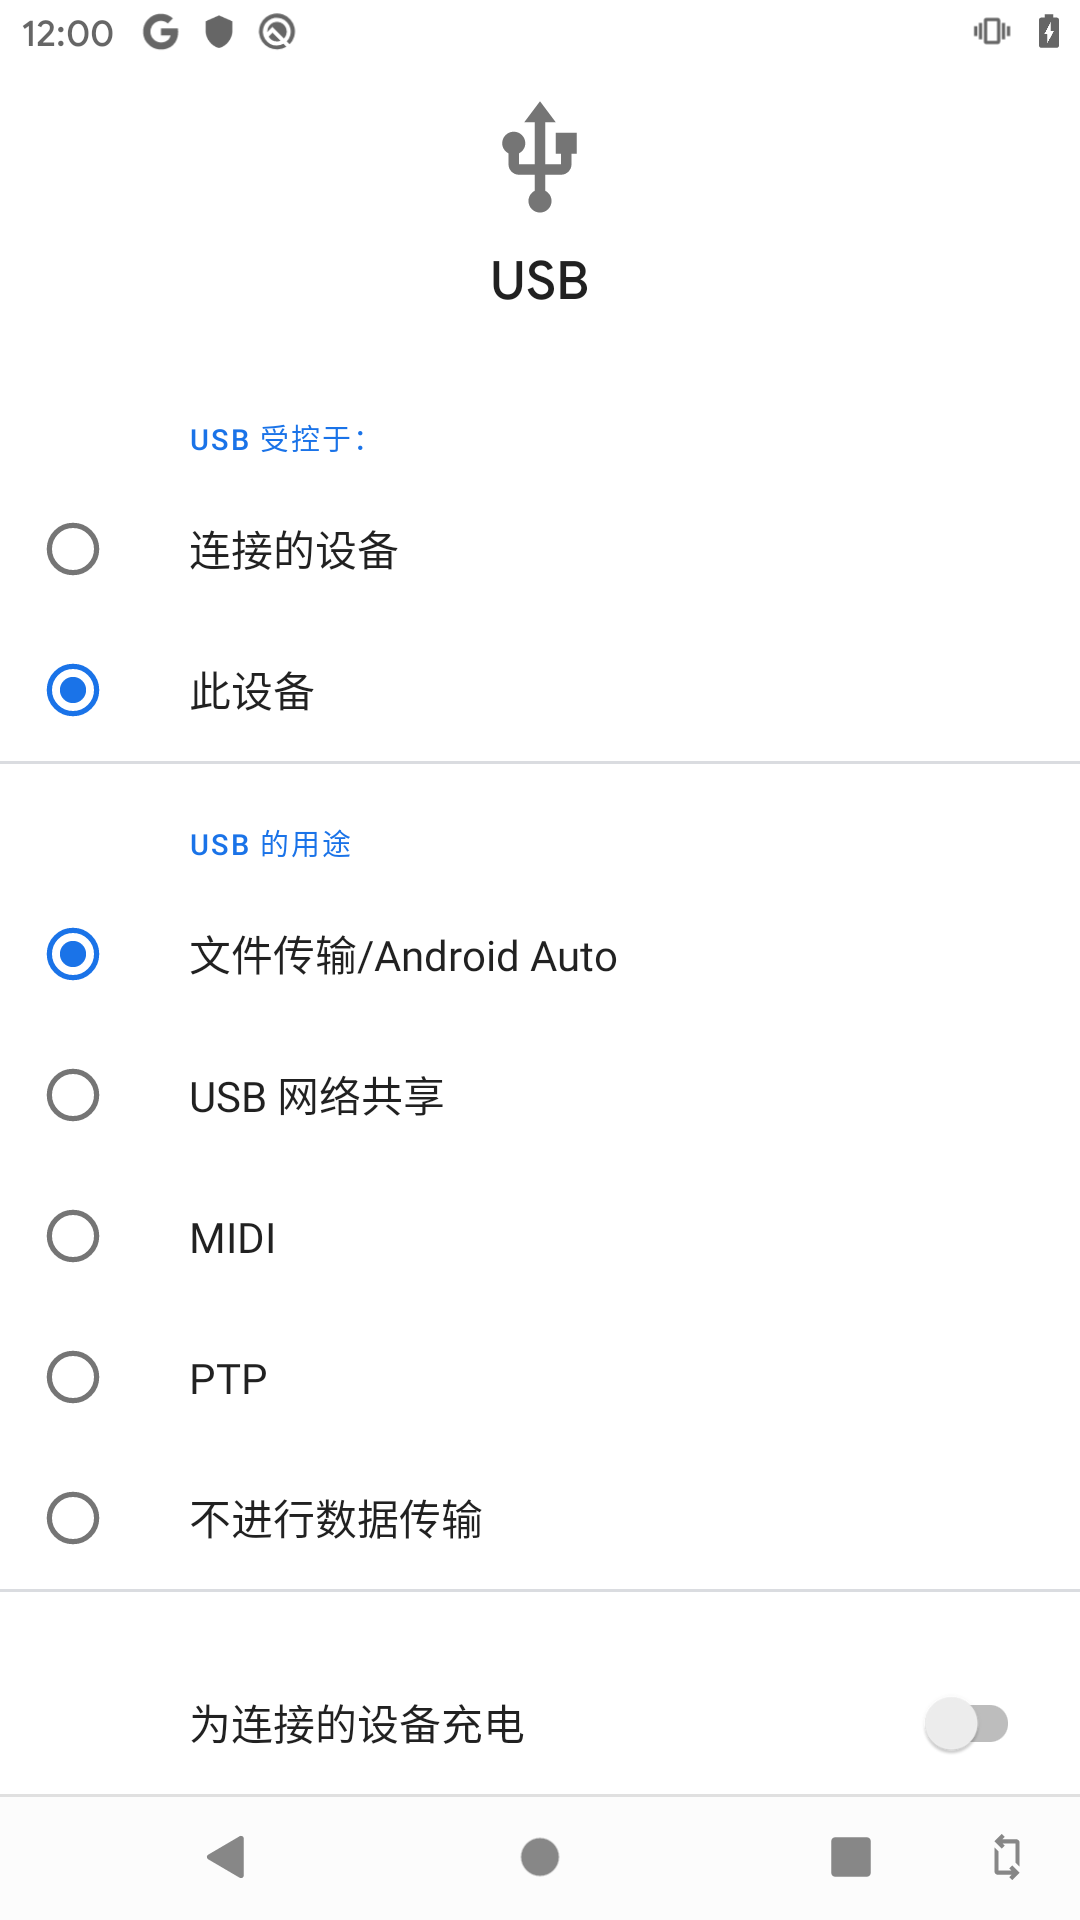 12:00
USB
USB 受控于：
连接的设备
此设备
USB 的用途
文件传输/Android Auto
USB 网络共享
MIDI
PTP
不进行数据传输
为连接的设备充电